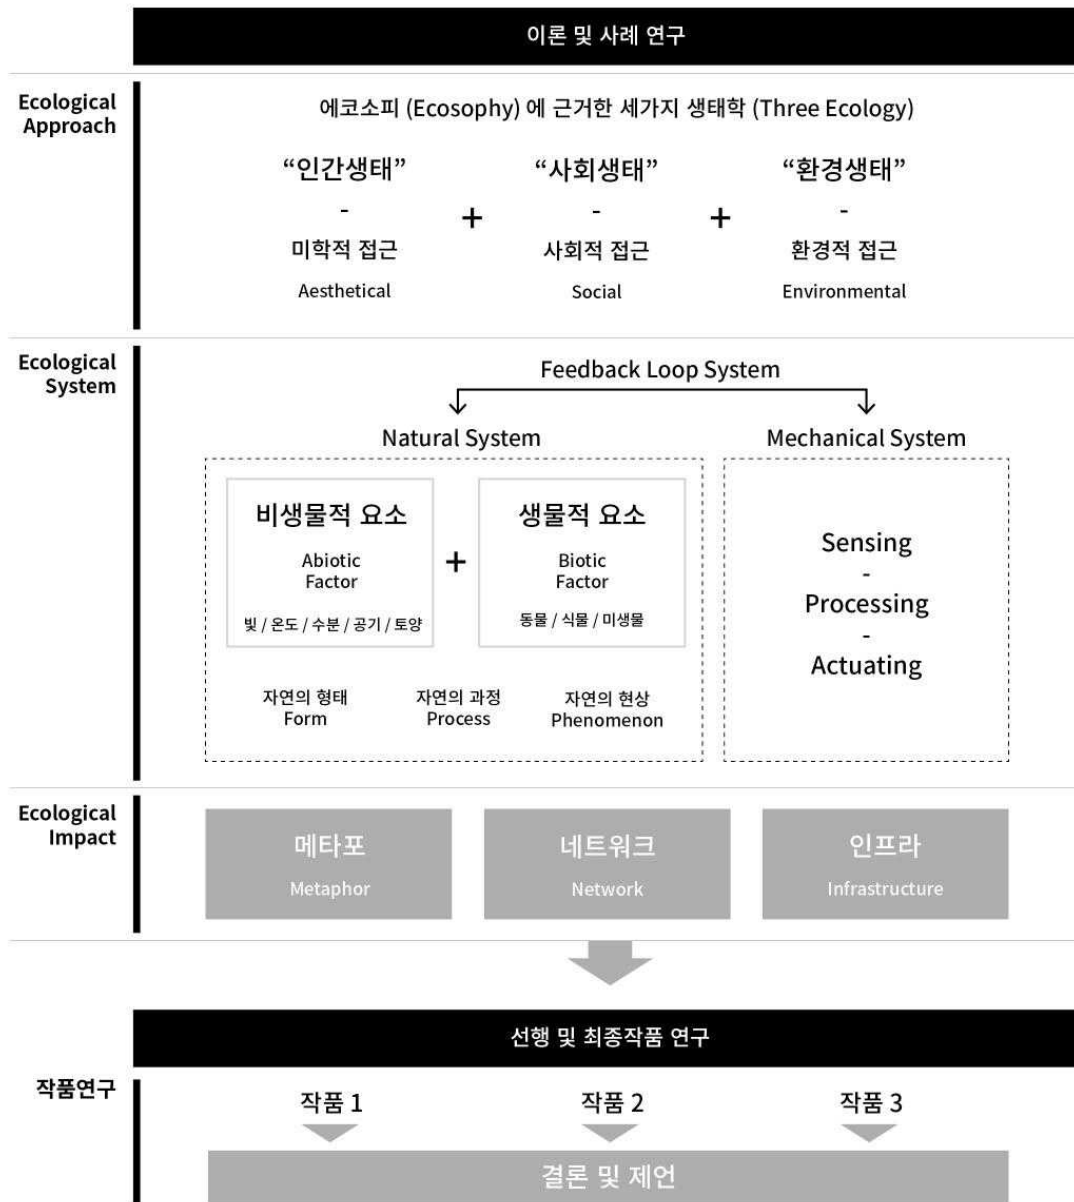 이론 및 사례 연구
Ecological
Approach
에코소피 (Ecosophy) 에 근거한 세가지 생태학 (Three Ecology)
“인간생태”
-
미학적 접근
Aesthetical
+
“사회생태”
-
사회적 접근
Social
+
“환경생태”
-
환경적 접근
Environmental
Ecological
System
Feedback Loop System
Natural System
비생물적 요소
Abiotic
Factor
빛 / 온도 / 수분 / 공기 / 토양
+
생물적 요소
Biotic
Factor
동물 / 식물 / 미생물
자연의 형태
Form
자연의 과정
Process
자연의 현상
Phenomenon
Mechanical System
Sensing
-
Processing
-
Actuating
Ecological
Impact
메타포
Metaphor
네트워크
Network
인프라
Infrastructure
선행 및 최종작품 연구
작품연구
작품 1
작품 2
작품 3
결론 및 제언